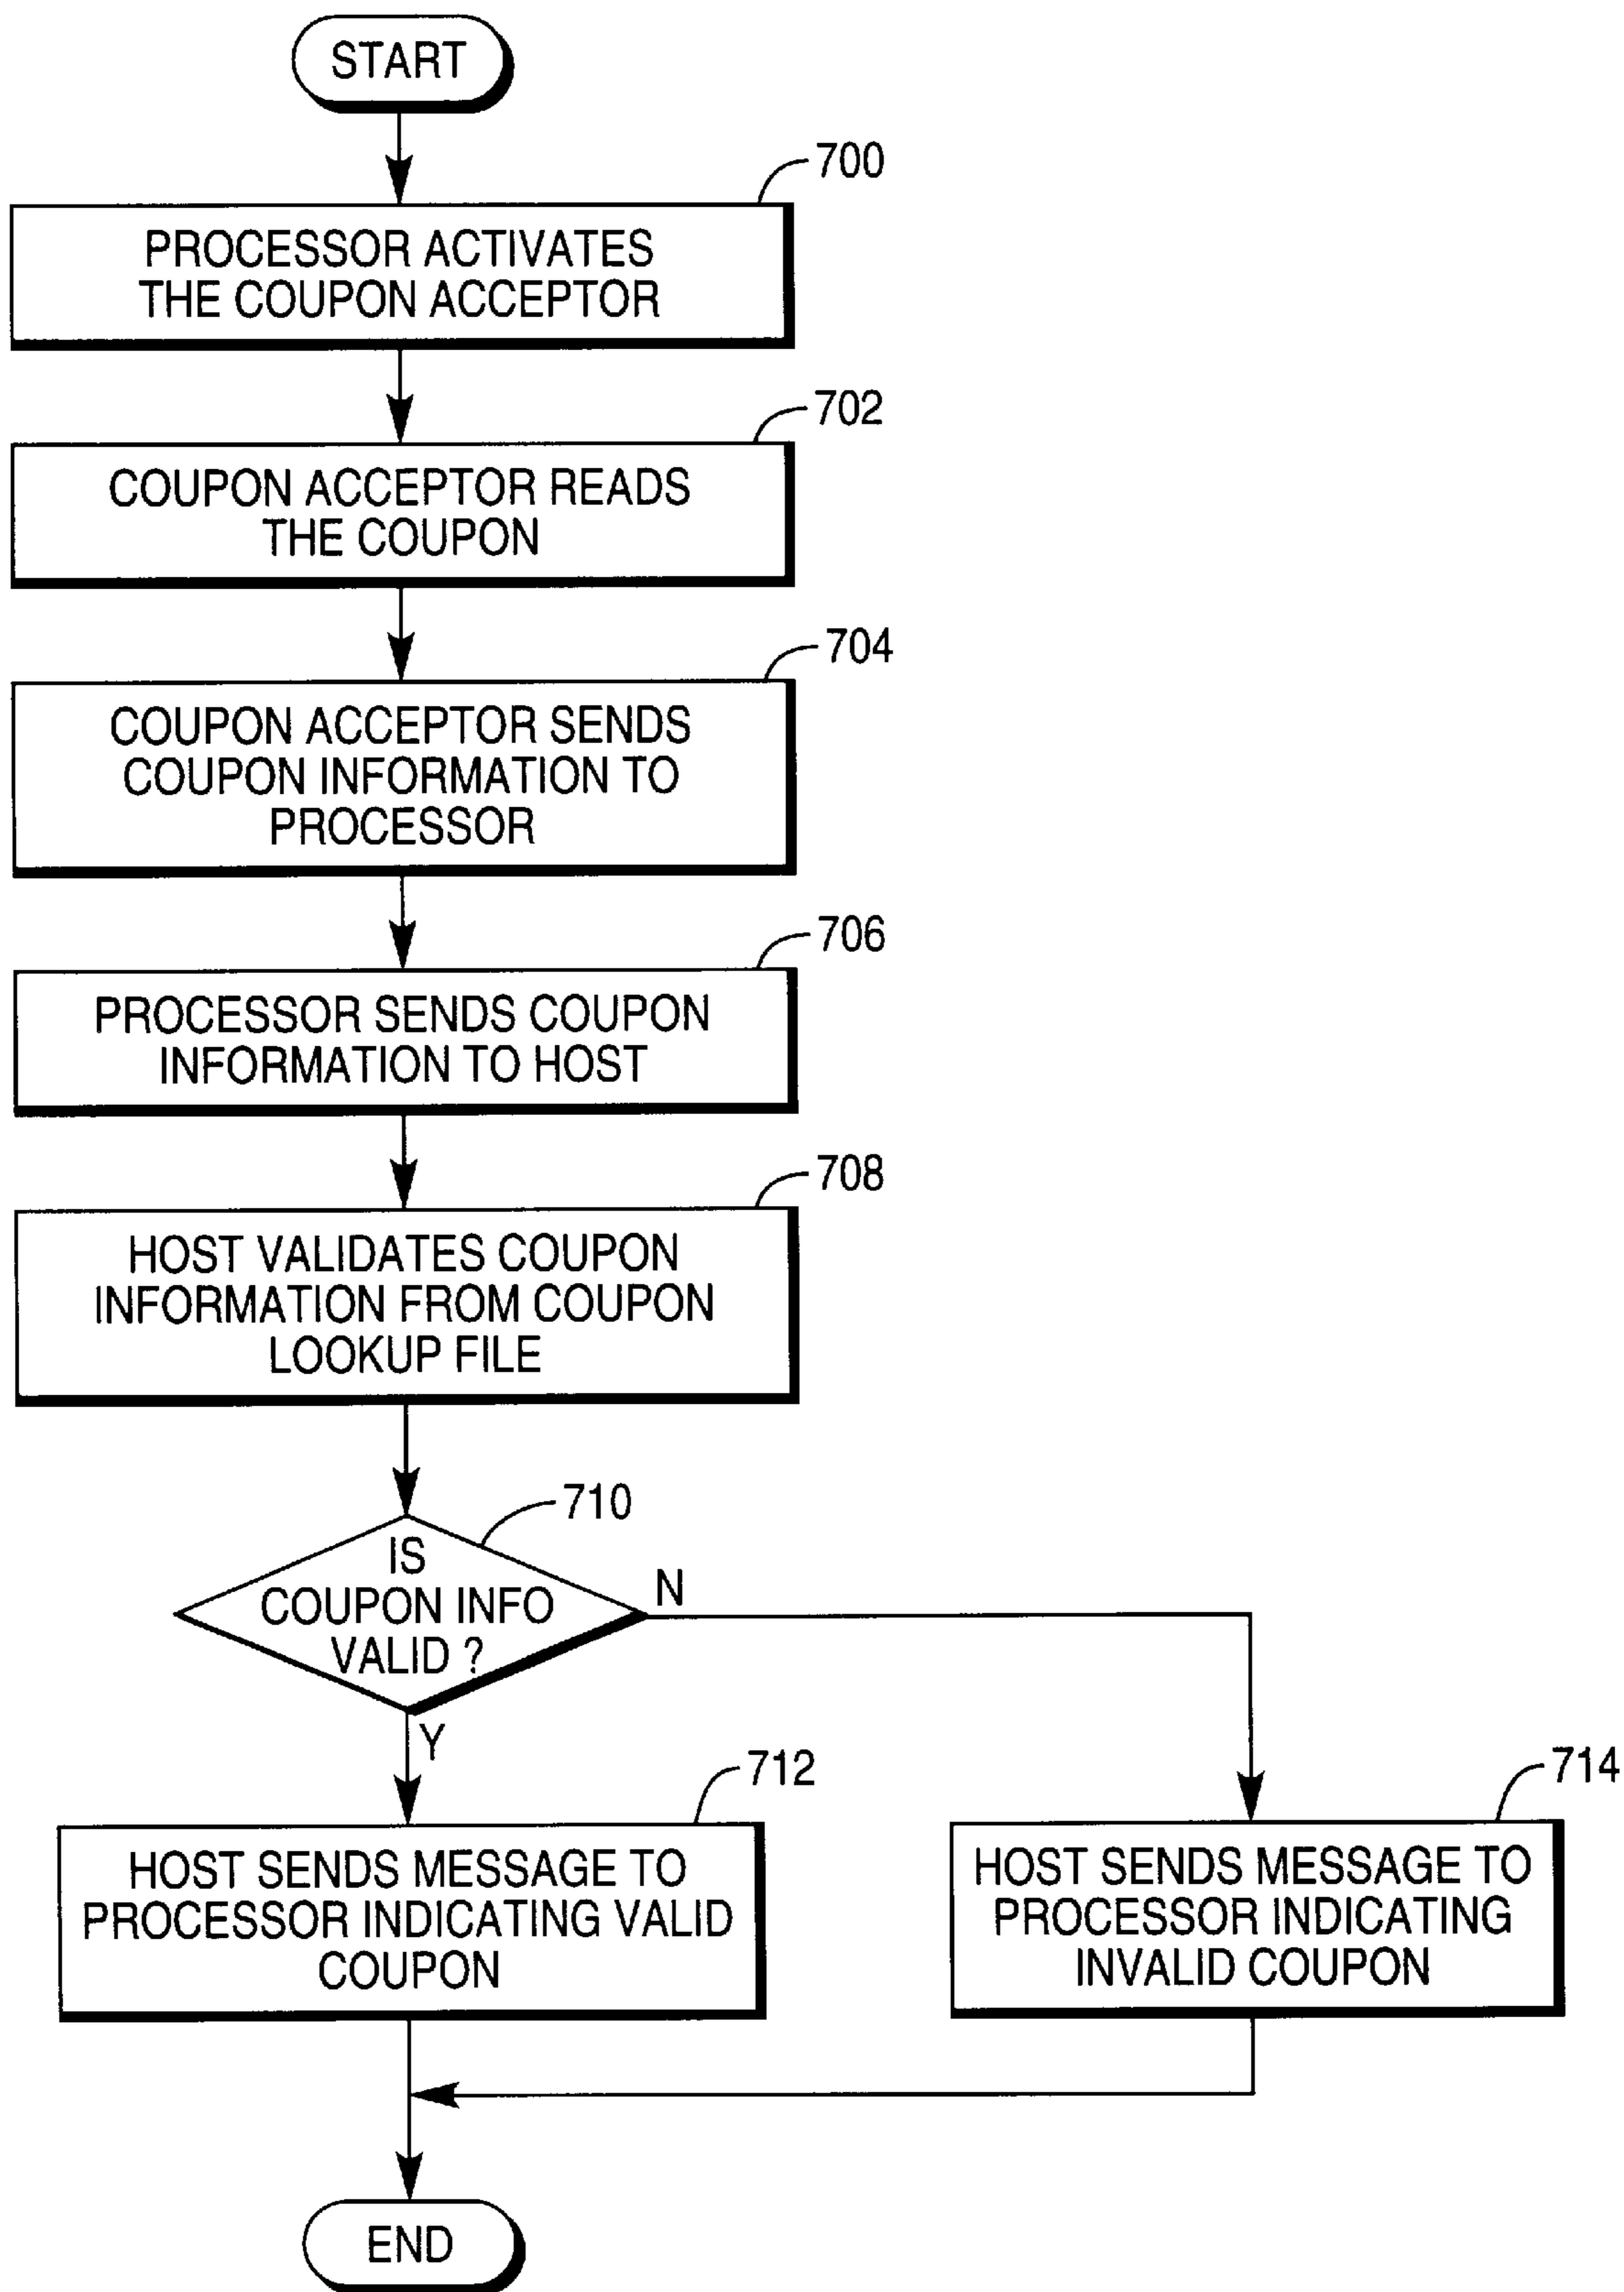 START
700
PROCESSOR ACTIVATES
THE COUPON ACCEPTOR
702
COUPON ACCEPTOR READS
THE COUPON
704
COUPON ACCEPTOR SENDS
COUPON INFORMATION TO
PROCESSOR
706
PROCESSOR SENDS COUPON
INFORMATION TO HOST
708
HOST VALIDATES COUPON
INFORMATION FROM COUPON
LOOKUP FILE
710
IS
COUPON INFO
VALID ?
N
Y
712
HOST SENDS MESSAGE TO
PROCESSOR INDICATING VALID
COUPON
714
HOST SENDS MESSAGE TO
PROCESSOR INDICATING
INVALID COUPON
END